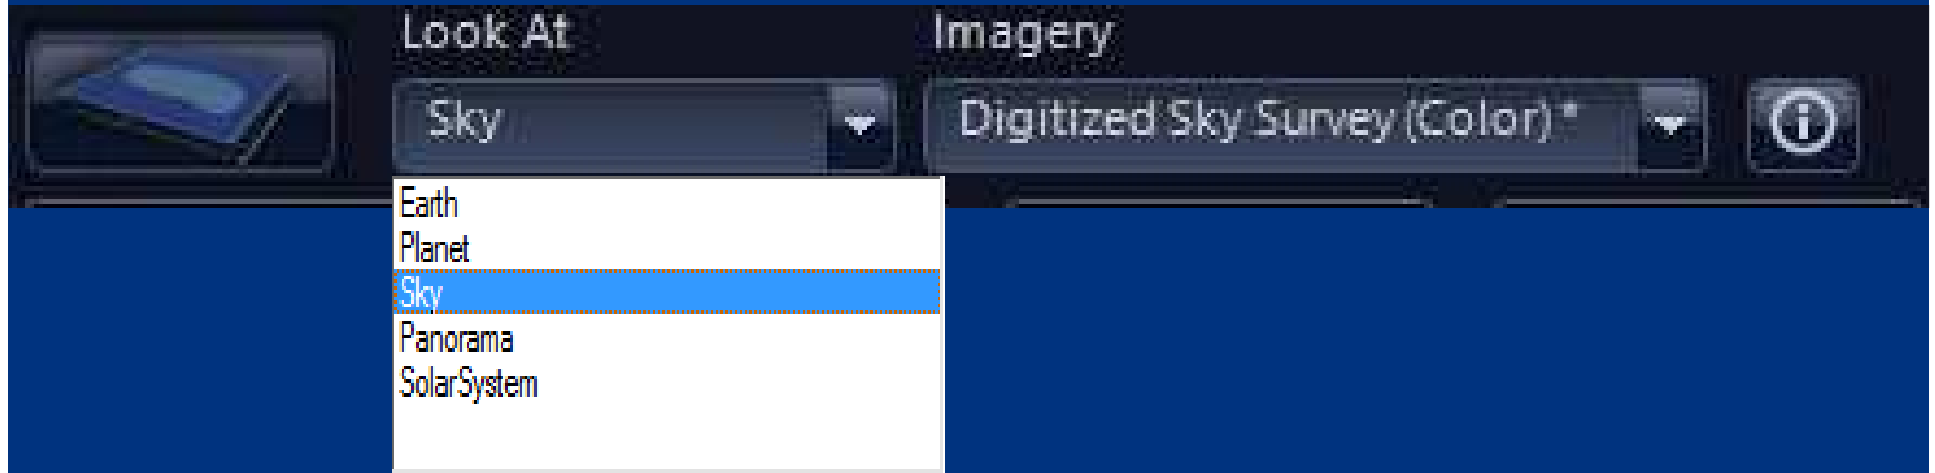 Look At Imagery
Sky Digitized Sky Survey (Color) *
Earth
Planet
Sky
Panorama
SolarSystem